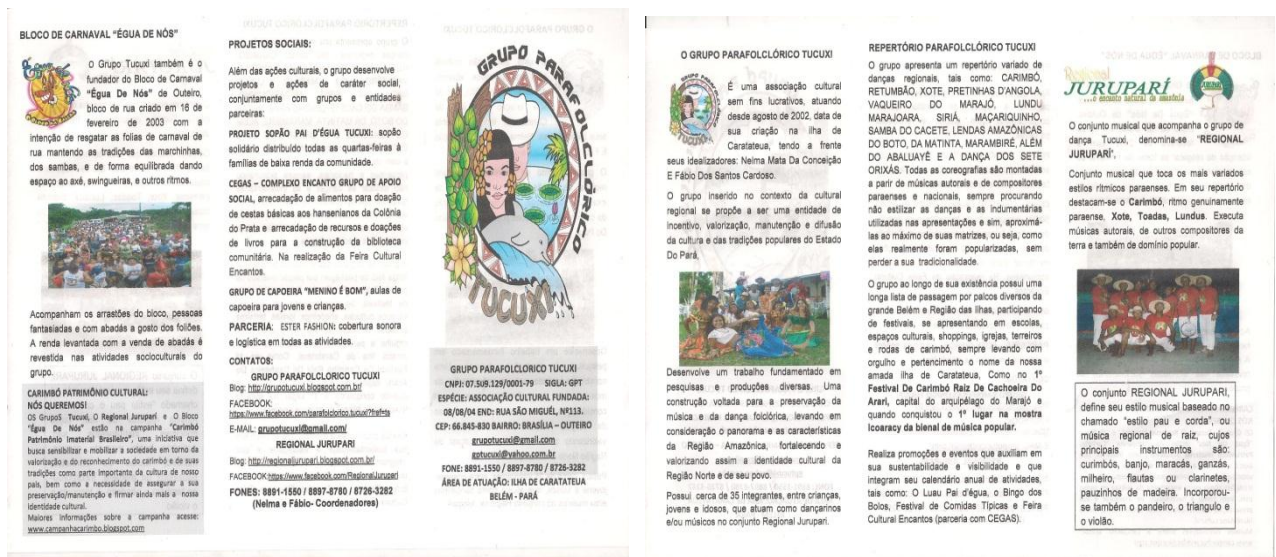 BLOCO DE CARNAVAL "ÉGUA DE NÓS"
O Grupo Tucuxi também é o
fundador do Bloco de Carnaval
"Égua De Nós" de Outeiro,
bloco de rua criado em 16 de
fevereiro de 2003 com a
intenção de resgatar as folias de carnaval de
rua mantendo as tradições das marchinhas,
dos sambas, e de forma equilibrada dando
espaço ao axé, swingueiras, e outros ritmos.
Acompanham os arrastões do bloco, pessoas
fantasiadas e com abadás a gosto dos foliões.
A renda levantada com a venda de abadás é
revestida nas atividades socioculturais do
grupo.
CARIMBÓ PATRIMÔNIO CULTURAL:
NÓS QUEREMOS!
OS GrupoS Tucuxi, O Regional Jurupari e O Bloco
"Égua De Nós" estão na campanha "Carimbó
Patrimônio Imaterial Brasileiro", uma iniciativa que
busca sensibilizar e mobilizar a sociedade em torno da
valorização e do reconhecimento do carimbó e de suas
tradições como parte importante da cultura de nosso
país, bem como a necessidade de assegurar a sua
preservação/manutenção e firmar ainda mais a nossa
identidade cultural.
Maiores informações sobre a campanha acesse:
www.campanhacarimbo.blogspot.com
PROJETOS SOCIAIS:
Além das ações culturais, o grupo desenvolve
projetos e ações de caráter social,
conjuntamente com grupos e entidades
parceiras:
PROJETO SOPÃO PAI D'ÉGUA TUCUXI: sopão
solidário distribuído todas as quartas-feiras à
famílias de baixa renda da comunidade.
CEGAS – COMPLEXO ENCANTO GRUPO DE APOIO
SOCIAL, arrecadação de alimentos para doação
de cestas básicas aos hansenianos da Colônia
do Prata e arrecadação de recursos e doações
de livros para a construção da biblioteca
comunitária. Na realização da Feira Cultural
Encantos.
GRUPO DE CAPOEIRA "MENINO É BOM", aulas de
capoeira para jovens e crianças.
PARCERIA: ESTER FASHION: cobertura sonora
e logística em todas as atividades.
CONTATOS:
GRUPO PARAFOLCLÓRICO TUCUXI
Blog: http://grupotucuxi.blogspot.com.br/
FACEBOOK:
https://www.facebook.com/parafolclorico.tucuxi?fref=ts
E-MAIL: grupotucuxi@gmail.com/
REGIONAL JURUPARI
Blog: http://regionaljurupari.blogspot.com.br/
FACEBOOK:https://www.facebook.com/RegionalJurupari
FONES: 8891-1550 / 8897-8780 / 8726-3282
(Nelma e Fábio- Coordenadores)
GRUPO PARAFOLCLÓRICO
TUCUXI
GRUPO PARAFOLCLORICO TUCUXI
CNPJ: 07.509.129/0001-79 SIGLA: GPT
ESPÉCIE: ASSOCIAÇÃO CULTURAL FUNDADA:
08/08/04 END: RUA SÃO MIGUÉL, Nº113.
CEP: 66.845-830 BAIRRO: BRASÍLIA – OUTEIRO
grupotcuxi@gmail.com
gptucuxi@yahoo.com.br
FONE: 8891-1550 / 8897-8780 / 8726-3282
ÁREA DE ATUAÇÃO: ILHA DE CARATATEUA
BELÉM - PARÁ
O GRUPO PARAFOLCLÓRICO TUCUXI
É uma associação cultural
sem fins lucrativos, atuando
desde agosto de 2002, data de
sua criação na ilha de
Caratateua, tendo a frente
seus idealizadores: Nelma Mata Da Conceição
E Fábio Dos Santos Cardoso.
O grupo inserido no contexto da cultural
regional se propõe a ser uma entidade de
incentivo, valorização, manutenção e difusão
da cultura e das tradições populares do Estado
Do Pará.
Desenvolve um trabalho fundamentado em
pesquisas e produções diversas. Uma
construção voltada para a preservação da
música e da dança folclórica, levando em
consideração o panorama e as características
da Região Amazônica, fortalecendo e
valorizando assim a identidade cultural da
Região Norte e de seu povo.
Possui cerca de 35 integrantes, entre crianças,
jovens e idosos, que atuam como dançarinos
e/ou músicos no conjunto Regional Jurupari.
REPERTÓRIO PARAFOLCLÓRICO TUCUXI
O grupo apresenta um repertório variado de
danças regionais, tais como: CARIMBÓ,
RETUMBÃO, XOTE, PRETINHAS D'ANGOLA,
VAQUEIRO DO MARAJÓ, LUNDU
MARAJOARA, SIRIÁ, MAÇARIQUINHO,
SAMBA DO CACETE, LENDAS AMAZÔNICAS
DO BOTO, DA MATINTA, MARAMBIRÉ, ALÉM
DO ABALUAYÊ E A DANÇA DOS SETE
ORIXÁS. Todas as coreografias são montadas
a parir de músicas autorais e de compositores
paraenses e nacionais, sempre procurando
não estilizar as danças e as indumentárias
utilizadas nas apresentações e sim, aproximá-
las ao máximo de suas matrizes, ou seja, como
elas realmente foram popularizadas, sem
perder a sua tradicionalidade.
O grupo ao longo de sua existência possui uma
longa lista de passagem por palcos diversos da
grande Belém e Região das ilhas, participando
de festivais, se apresentando em escolas,
espaços culturais, shoppings, igrejas, terreiros
e rodas de carimbó, sempre levando com
orgulho e pertencimento o nome da nossa
amada ilha de Caratateua, Como no 1º
Festival De Carimbó Raiz De Cachoeira Do
Arari, capital do arquipélago do Marajó e
quando conquistou o 1º lugar na mostra
Icoaracy da bienal de música popular.
Realiza promoções e eventos que auxiliam em
sua sustentabilidade e visibilidade e que
integram seu calendário anual de atividades,
tais como: O Luau Pai d'égua, o Bingo dos
Bolos, Festival de Comidas Típicas e Feira
Cultural Encantos (parceria com CEGAS).
Regional
JURUPARÍ
...o encanto natural da amazônia
O conjunto musical que acompanha o grupo de
dança Tucuxi, denomina-se "REGIONAL
JURUPARÍ",
Conjunto musical que toca os mais variados
estilos rítmicos paraenses. Em seu repertório
destacam-se o Carimbó, ritmo genuinamente
paraense, Xote, Toadas, Lundus. Executa
músicas autorais, de outros compositores da
terra e também de domínio popular.
O conjunto REGIONAL JURUPARI,
define seu estilo musical baseado no
chamado "estilo pau e corda", ou
música regional de raiz, cujos
principais instrumentos são:
curimbós, banjo, maracás, ganzás,
milheiro, flautas ou clarinetes,
pauzinhos de madeira. Incorporou-
se também o pandeiro, o triangulo e
o violão.